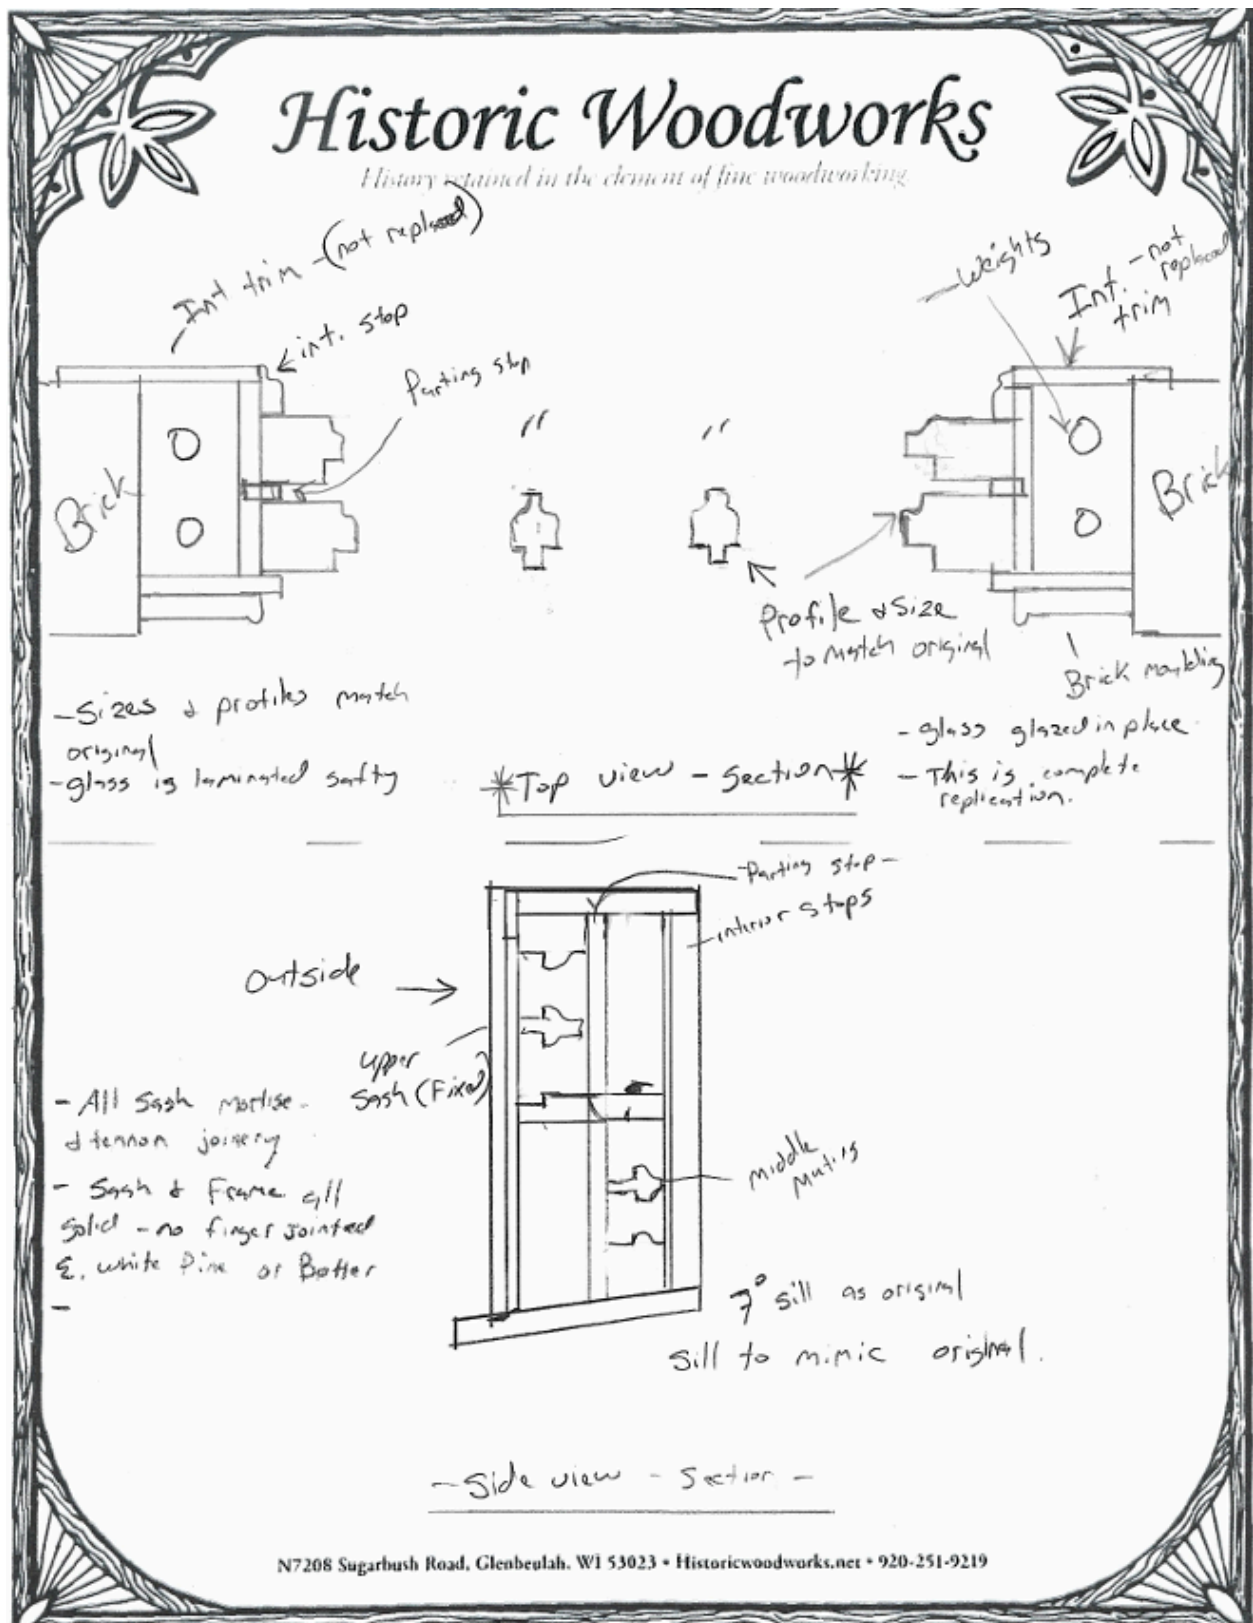 Historic Woodworks
History retained in the element of fine woodworking
Int trim - (not replaced)
int. stop
Parting stop
Weights
Int. - not
trim replaced
Brick
"
"
Brick
Profile & Size
to match original
Brick moulding
- Sizes & profiles match
original
- glass is laminated safty
*Top view - section*
- glass glazed in place
- This is complete
replication.
- Parting stop -
interior stops
Outside
upper
Sash (Fixed)
- All Sash mortise
& tennon joinery
- Sash & Frame all
solid - no finger jointed
E. white Pine or Better
-
middle
7° sill as original
sill to mimic original.
- Side view - Section -
N7208 Sugarbush Road, Glenbeulah, WI 53023 • Historicwoodworks.net • 920-251-9219